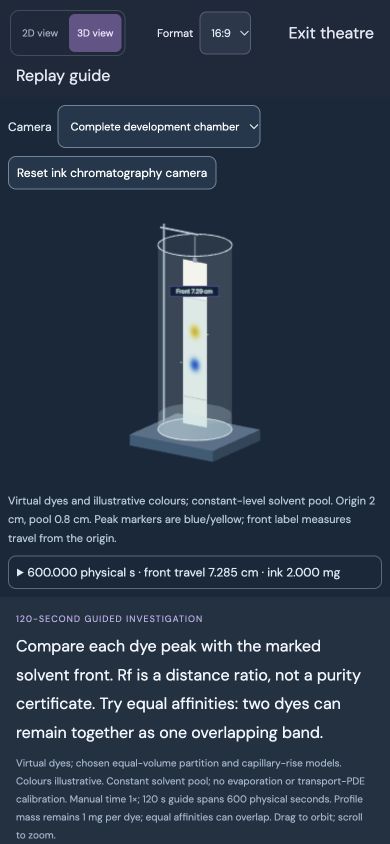 2D view
3D view
Format
16:9
Exit theatre
Replay guide
Camera
Complete development chamber
Reset ink chromatography camera
Front 7.29 cm
Virtual dyes and illustrative colours; constant-level solvent pool. Origin 2
cm, pool 0.8 cm. Peak markers are blue/yellow; front label measures
travel from the origin.
▶ 600.000 physical s · front travel 7.285 cm · ink 2.000 mg
120-SECOND GUIDED INVESTIGATION
Compare each dye peak with the marked
solvent front. Rf is a distance ratio, not a purity
certificate. Try equal affinities: two dyes can
remain together as one overlapping band.
Virtual dyes; chosen equal-volume partition and capillary-rise models.
Colours illustrative. Constant solvent pool; no evaporation or transport-PDE
calibration. Manual time 1×; 120 s guide spans 600 physical seconds. Profile
mass remains 1 mg per dye; equal affinities can overlap. Drag to orbit; scroll
to zoom.